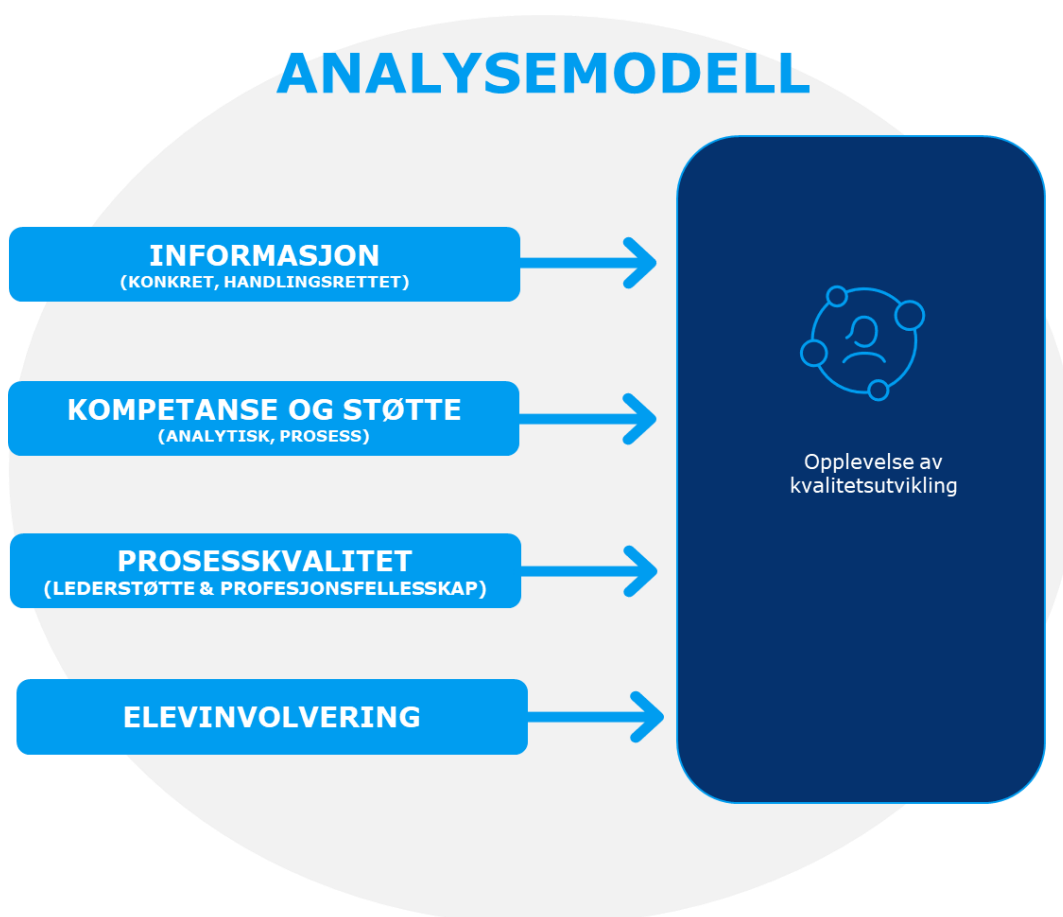 ANALYSEMODELL
INFORMASJON
(KONKRET, HANDLINGSRETTET)
KOMPETANSE OG STØTTE
(ANALYTISK, PROSESS)
PROSESSKVALITET
(LEDERSTØTTE & PROFESJONSFELLESSKAP)
ELEVINVOLVERING
Opplevelse av
kvalitetsutvikling